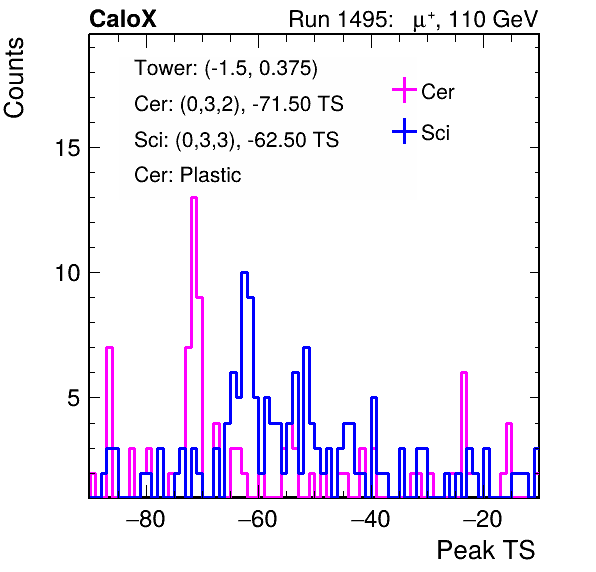 CaloX Run 1495: μ⁺, 110 GeV
Counts
Tower: (-1.5, 0.375)
Cer: (0,3,2), -71.50 TS
Sci: (0,3,3), -62.50 TS
Cer: Plastic
Cer
Sci
15
10
5
−80 −60 −40 −20
Peak TS